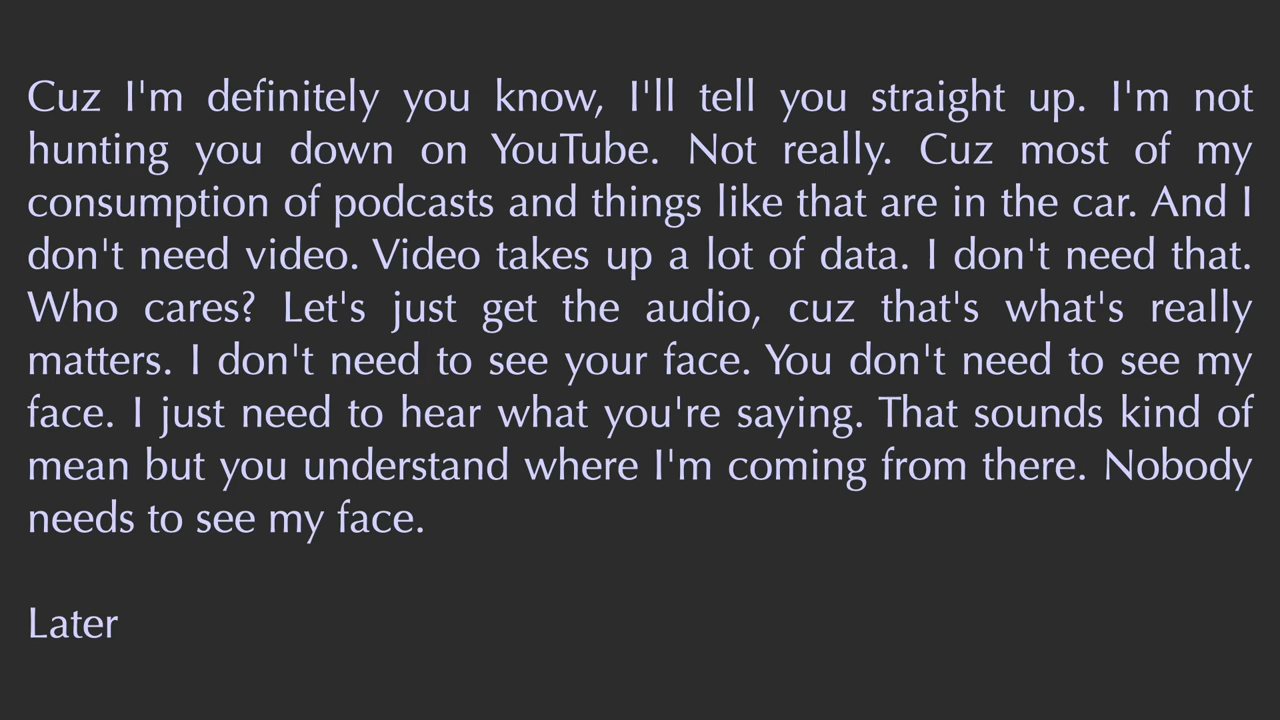 Cuz I'm definitely you know, I'll tell you straight up. I'm not
hunting you down on YouTube. Not really. Cuz most of my
consumption of podcasts and things like that are in the car. And I
don't need video. Video takes up a lot of data. I don't need that.
Who cares? Let's just get the audio, cuz that's what's really
matters. I don't need to see your face. You don't need to see my
face. I just need to hear what you're saying. That sounds kind of
mean but you understand where I'm coming from there. Nobody
needs to see my face.
Later